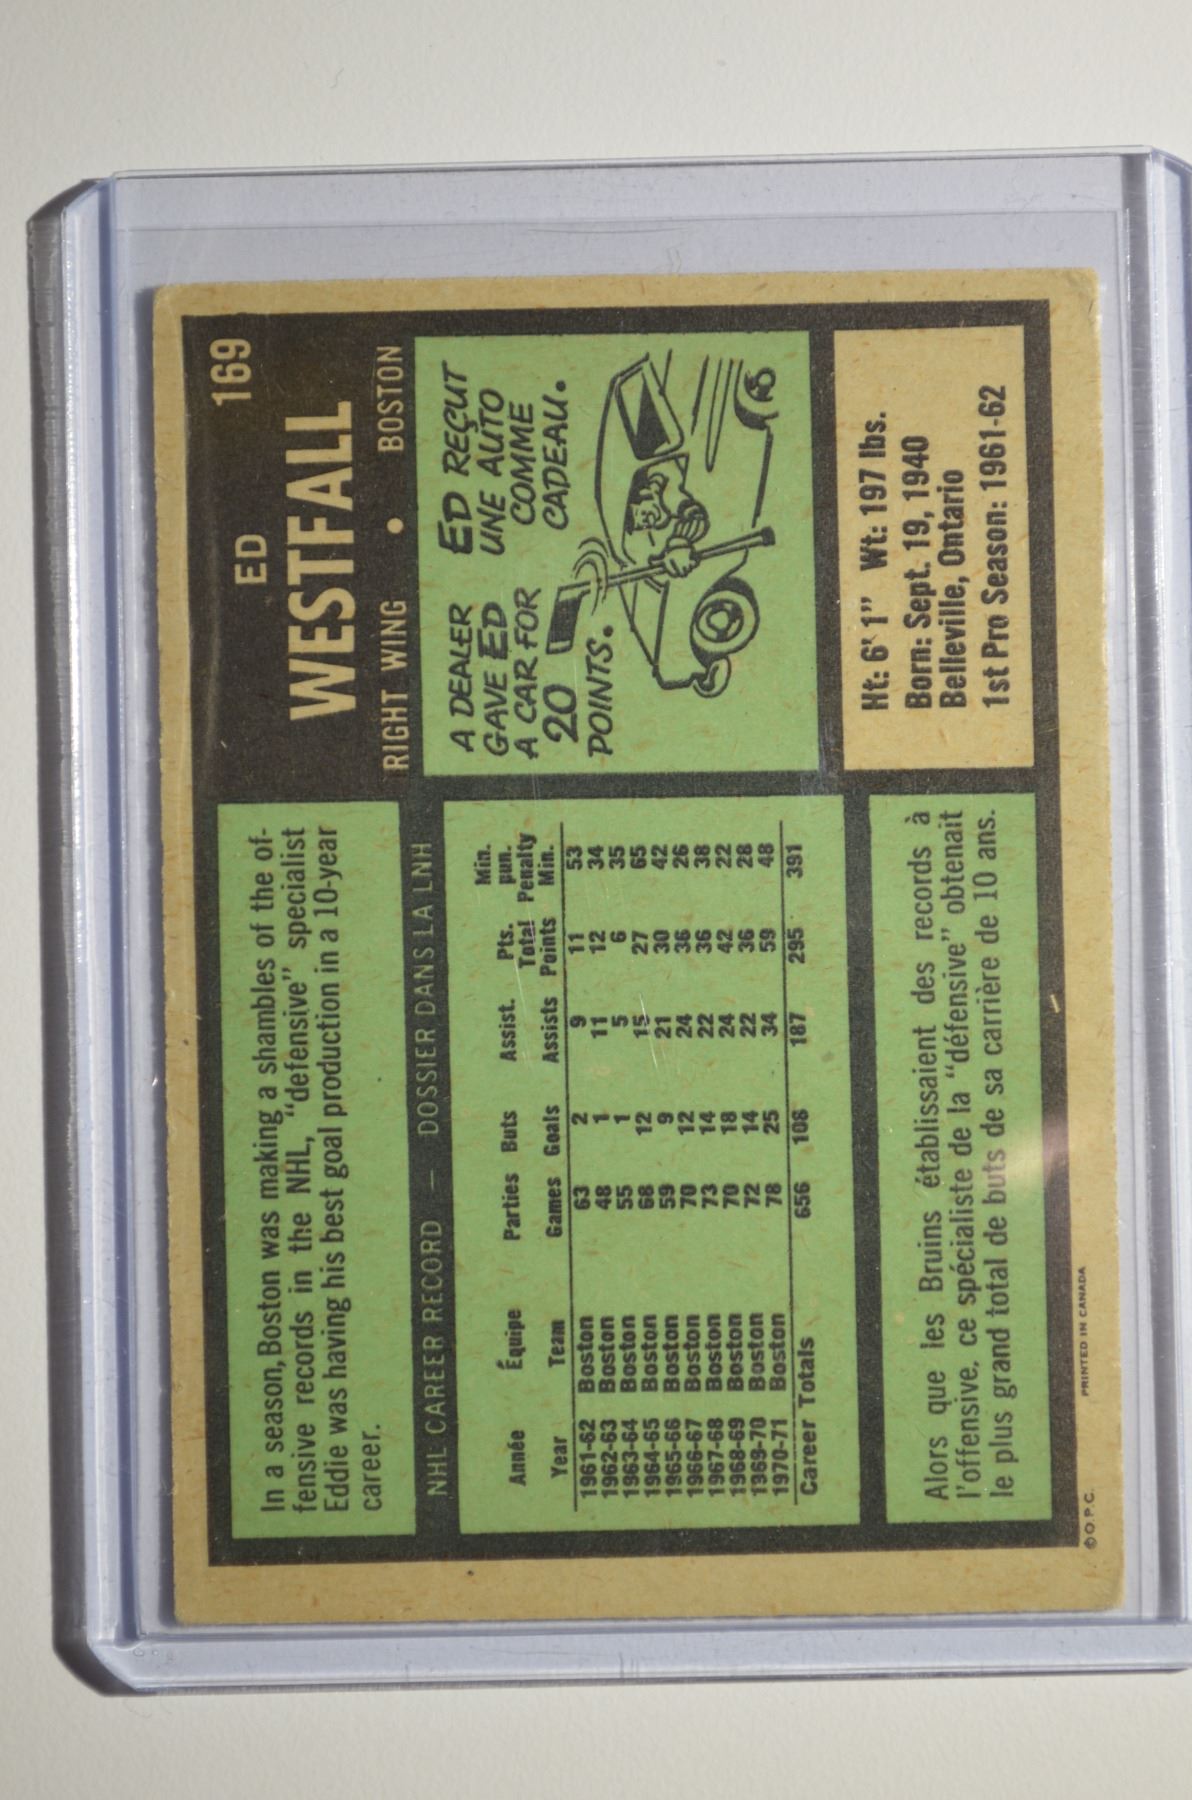 169
ED
WESTFALL
RIGHT WING • BOSTON
In a season, Boston was making a shambles of the of-
fensive records in the NHL, "defensive" specialist
Eddie was having his best goal production in a 10-year
career.
A DEALER
GAVE ED
A CAR FOR
20
POINTS.
ED REÇUT
UNE AUTO
COMME
CADEAU.
NHL CAREER RECORD — DOSSIER DANS LA LNH
Année Équipe Parties Buts Assist. Pts. Min. pun.
Year Team Games Goals Assists Total Points Penalty Min.
1961-62 Boston 63 2 9 11 53
1962-63 Boston 48 1 11 12 34
1963-64 Boston 55 1 5 6 35
1964-65 Boston 68 12 15 27 65
1965-66 Boston 59 9 21 30 42
1966-67 Boston 70 12 24 36 26
1967-68 Boston 73 14 22 36 38
1968-69 Boston 70 18 24 42 22
1969-70 Boston 72 14 22 36 28
1970-71 Boston 78 25 34 59 48
Career Totals 656 108 187 295 391
Ht: 6' 1" Wt: 197 lbs.
Born: Sept. 19, 1940
Belleville, Ontario
1st Pro Season: 1961-62
Alors que les Bruins établissaient des records à
l'offensive, ce spécialiste de la "défensive" obtenait
le plus grand total de buts de sa carrière de 10 ans.
© O.P.C. PRINTED IN CANADA